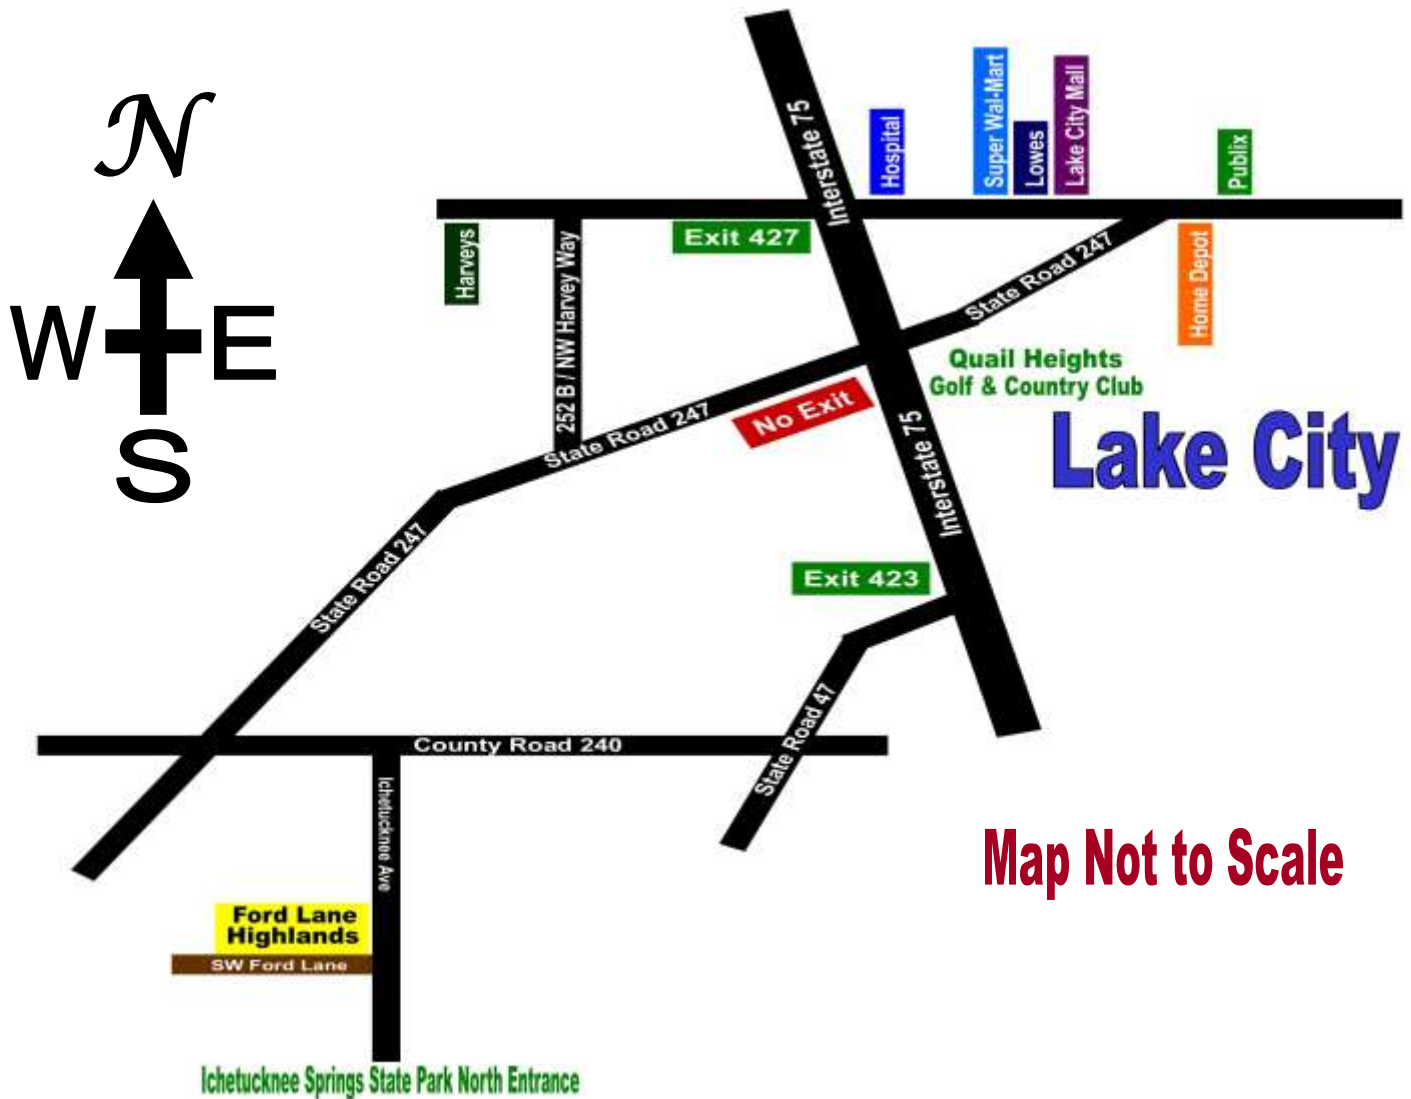 N
W E
S
Interstate 75
Hospital
Super Wal-Mart
Lowes
Lake City Mall
Publix
Harveys
252 B / NW Harvey Way
Exit 427
State Road 247
Home Depot
Quail Heights
Golf & Country Club
No Exit
State Road 247
Interstate 75
Lake City
State Road 247
Exit 423
State Road 47
County Road 240
Ichetucknee Ave
Map Not to Scale
Ford Lane
Highlands
SW Ford Lane
Ichetucknee Springs State Park North Entrance